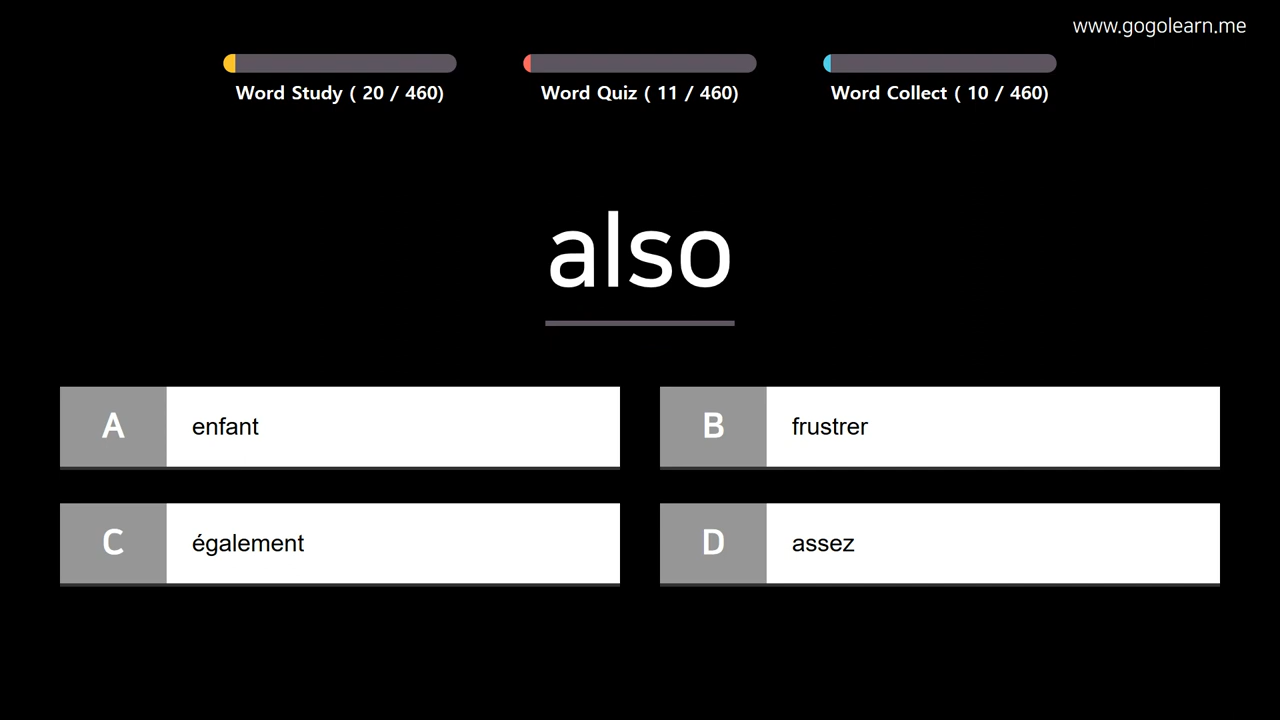 www.gogolearn.me
Word Study ( 20 / 460)
Word Quiz ( 11 / 460)
Word Collect ( 10 / 460)
also
A enfant
B frustrer
C également
D assez